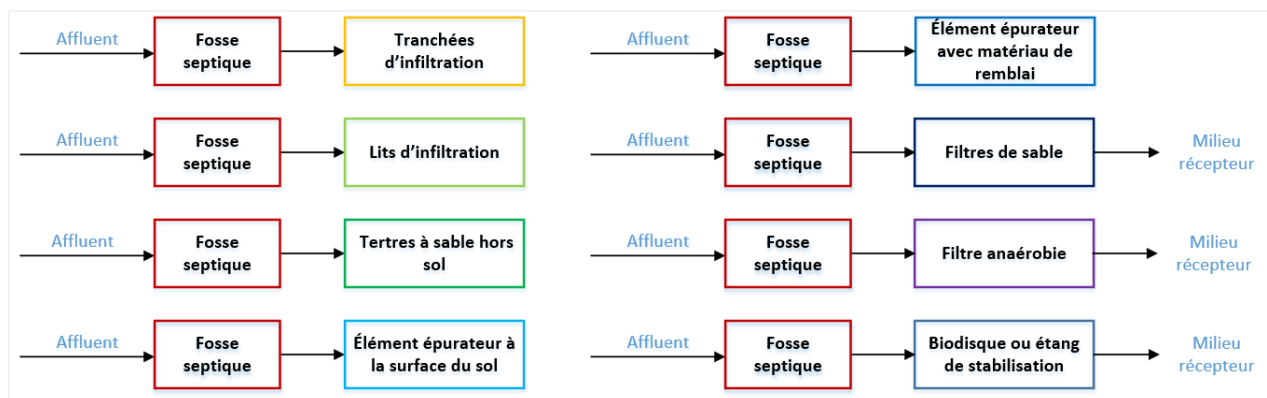 Affluent
Fosse
septique
Tranchées
d'infiltration
Affluent
Fosse
septique
Élément épurateur
avec matériau de
remblai
Affluent
Fosse
septique
Lits d'infiltration
Affluent
Fosse
septique
Filtres de sable
Milieu
récepteur
Affluent
Fosse
septique
Tertres à sable hors
sol
Affluent
Fosse
septique
Filtre anaérobie
Milieu
récepteur
Affluent
Fosse
septique
Élément épurateur à
la surface du sol
Affluent
Fosse
septique
Biodisque ou étang
de stabilisation
Milieu
récepteur